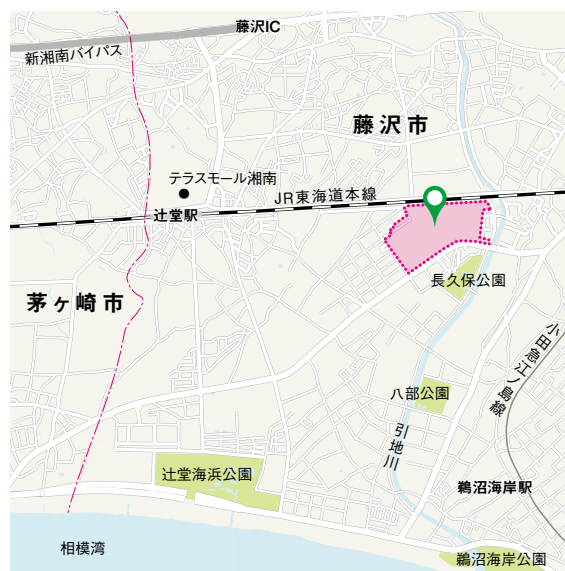 藤沢IC
新湘南バイパス
藤沢市
テラスモール湘南
JR東海道本線
辻堂駅
長久保公園
茅ヶ崎市
小田急江ノ島線
八部公園
引地川
辻堂海浜公園
鵠沼海岸駅
相模湾
鵠沼海岸公園